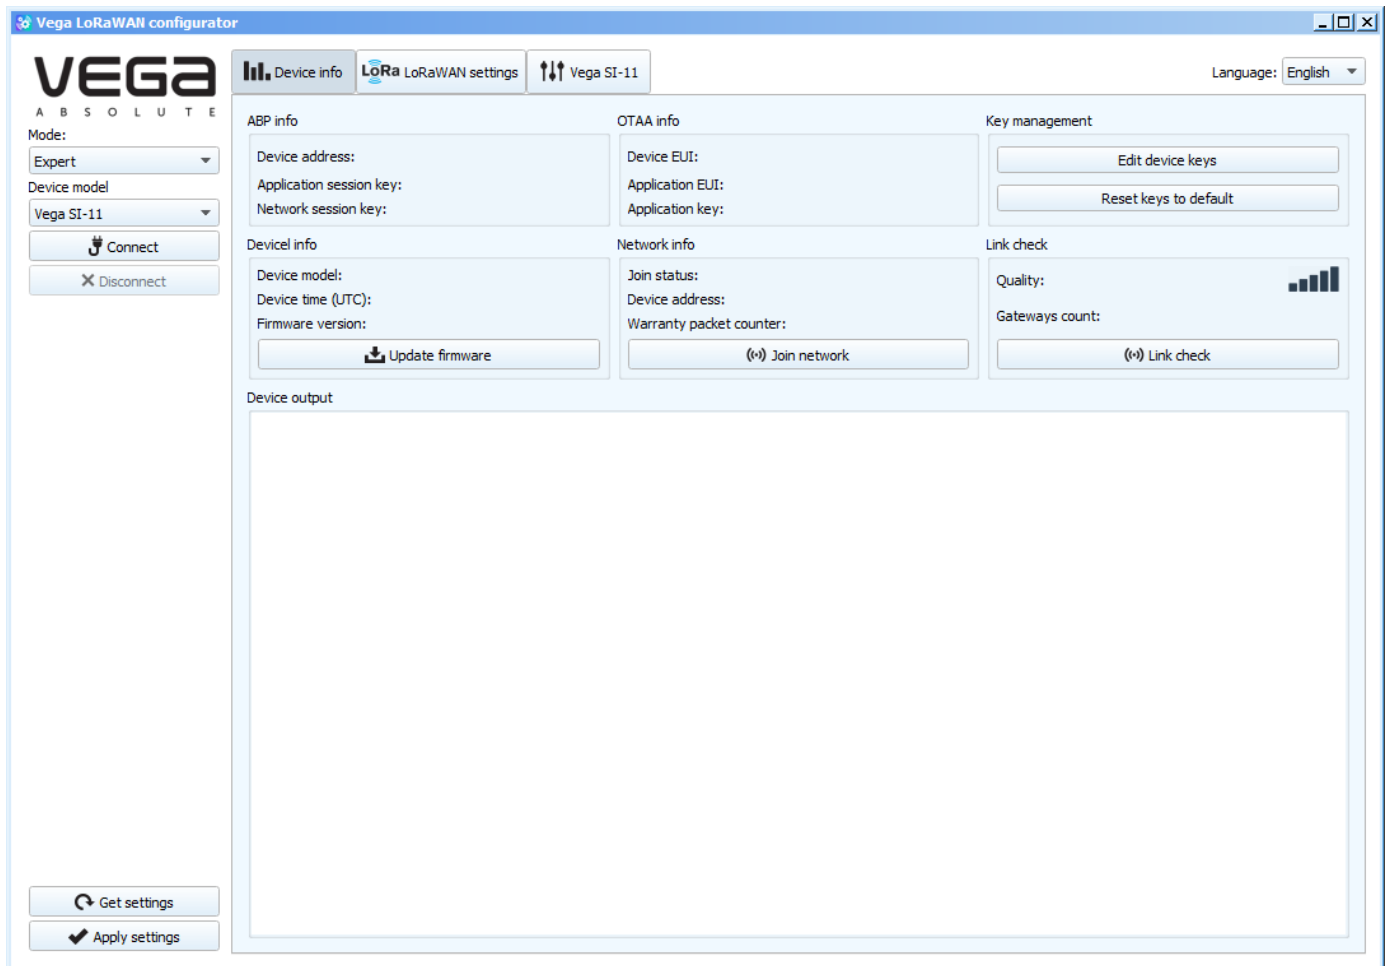 Vega LoRaWAN configurator
VEGA
ABSOLUTE
Mode:
Expert
Device model
Vega SI-11
Connect
Disconnect
Get settings
Apply settings
Device info
LoRa LoRaWAN settings
Vega SI-11
Language: English
ABP info
Device address:
Application session key:
Network session key:
OTAA info
Device EUI:
Application EUI:
Application key:
Key management
Edit device keys
Reset keys to default
Devicel info
Device model:
Device time (UTC):
Firmware version:
Update firmware
Network info
Join status:
Device address:
Warranty packet counter:
Join network
Link check
Quality:
Gateways count:
Link check
Device output